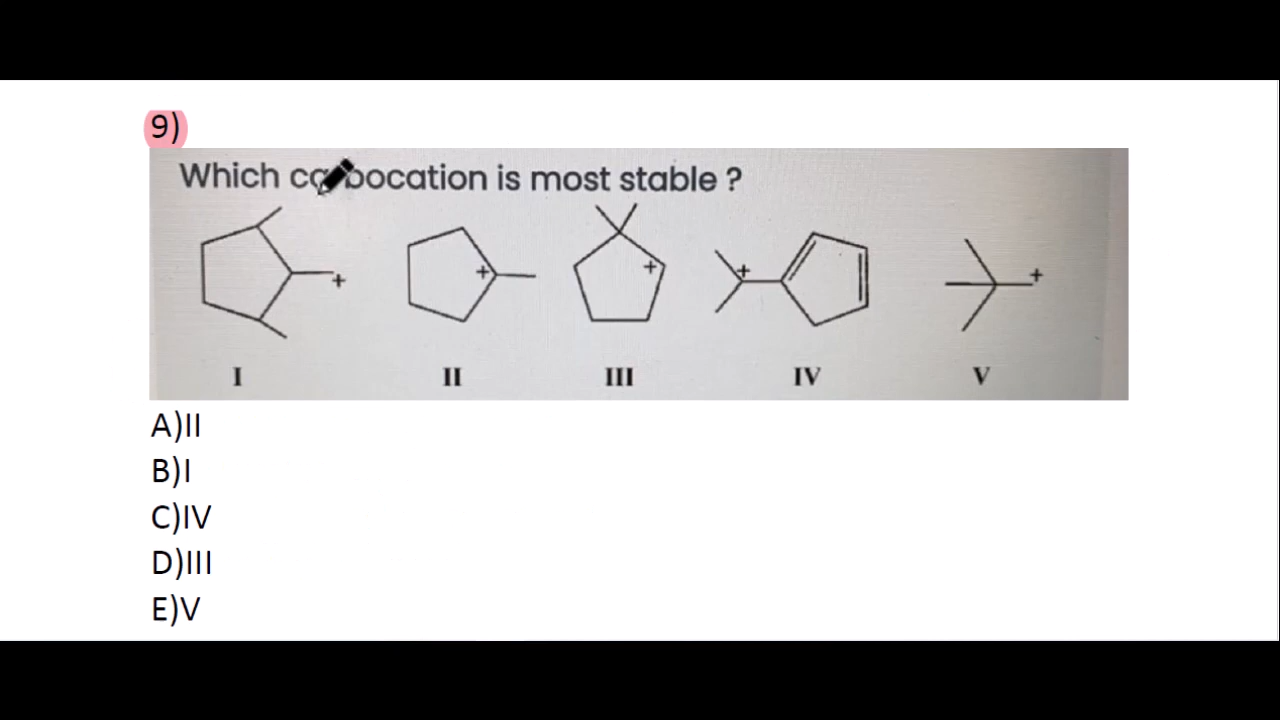 9)
Which carbocation is most stable ?
+ + + + +
I II III IV V
A)II
B)I
C)IV
D)III
E)V